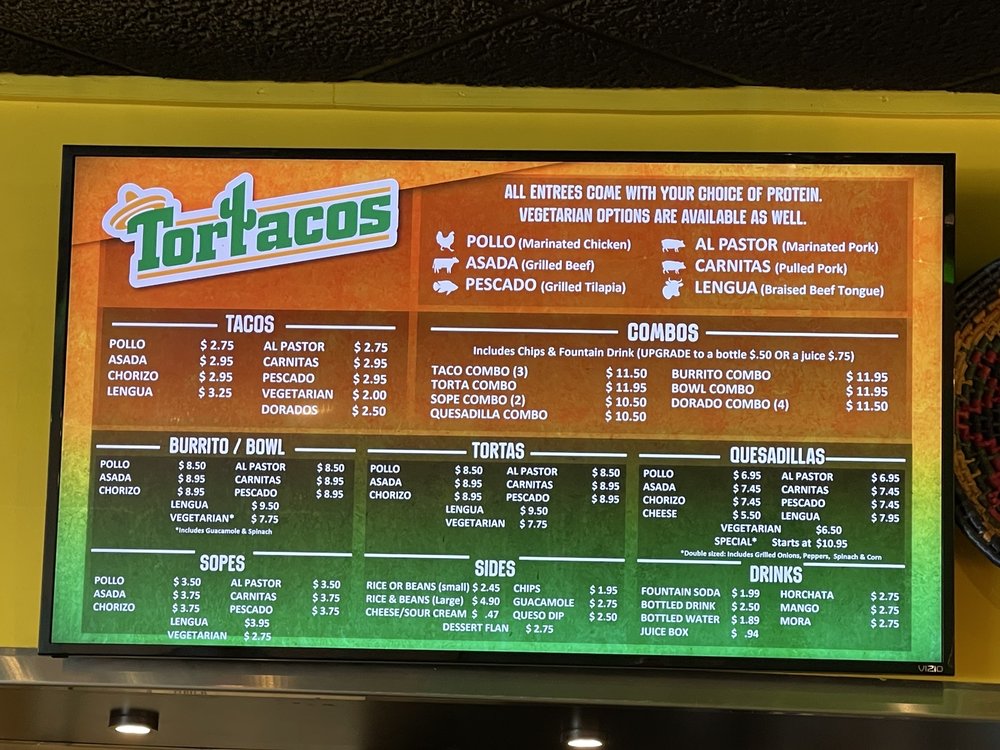 TorTacos
ALL ENTREES COME WITH YOUR CHOICE OF PROTEIN.
VEGETARIAN OPTIONS ARE AVAILABLE AS WELL.
POLLO (Marinated Chicken) AL PASTOR (Marinated Pork)
ASADA (Grilled Beef) CARNITAS (Pulled Pork)
PESCADO (Grilled Tilapia) LENGUA (Braised Beef Tongue)
TACOS
POLLO $ 2.75 AL PASTOR $ 2.75
ASADA $ 2.95 CARNITAS $ 2.95
CHORIZO $ 2.95 PESCADO $ 2.95
LENGUA $ 3.25 VEGETARIAN $ 2.00
DORADOS $ 2.50
COMBOS
Includes Chips & Fountain Drink (UPGRADE to a bottle $.50 OR a juice $.75)
TACO COMBO (3) $ 11.50 BURRITO COMBO $ 11.95
TORTA COMBO $ 11.95 BOWL COMBO $ 11.95
SOPE COMBO (2) $ 10.50 DORADO COMBO (4) $ 11.50
QUESADILLA COMBO $ 10.50
BURRITO / BOWL
POLLO $ 8.50 AL PASTOR $ 8.50
ASADA $ 8.95 CARNITAS $ 8.95
CHORIZO $ 8.95 PESCADO $ 8.95
LENGUA $ 9.50
VEGETARIAN* $ 7.75
*Includes Guacamole & Spinach
TORTAS
POLLO $ 8.50 AL PASTOR $ 8.50
ASADA $ 8.95 CARNITAS $ 8.95
CHORIZO $ 8.95 PESCADO $ 8.95
LENGUA $ 9.50
VEGETARIAN $ 7.75
QUESADILLAS
POLLO $ 6.95 AL PASTOR $ 6.95
ASADA $ 7.45 CARNITAS $ 7.45
CHORIZO $ 7.45 PESCADO $ 7.45
CHEESE $ 5.50 LENGUA $ 7.95
VEGETARIAN $6.50
SPECIAL* Starts at $10.95
*Double sized: Includes Grilled Onions, Peppers, Spinach & Corn
SOPES
POLLO $ 3.50 AL PASTOR $ 3.50
ASADA $ 3.75 CARNITAS $ 3.75
CHORIZO $ 3.75 PESCADO $ 3.75
LENGUA $3.95
VEGETARIAN $ 2.75
SIDES
RICE OR BEANS (small) $ 2.45 CHIPS $ 1.95
RICE & BEANS (Large) $ 4.90 GUACAMOLE $ 2.75
CHEESE/SOUR CREAM $ .47 QUESO DIP $ 2.50
DESSERT FLAN $ 2.75
DRINKS
FOUNTAIN SODA $ 1.99 HORCHATA $ 2.75
BOTTLED DRINK $ 2.50 MANGO $ 2.75
BOTTLED WATER $ 1.89 MORA $ 2.75
JUICE BOX $ .94
VIZIO